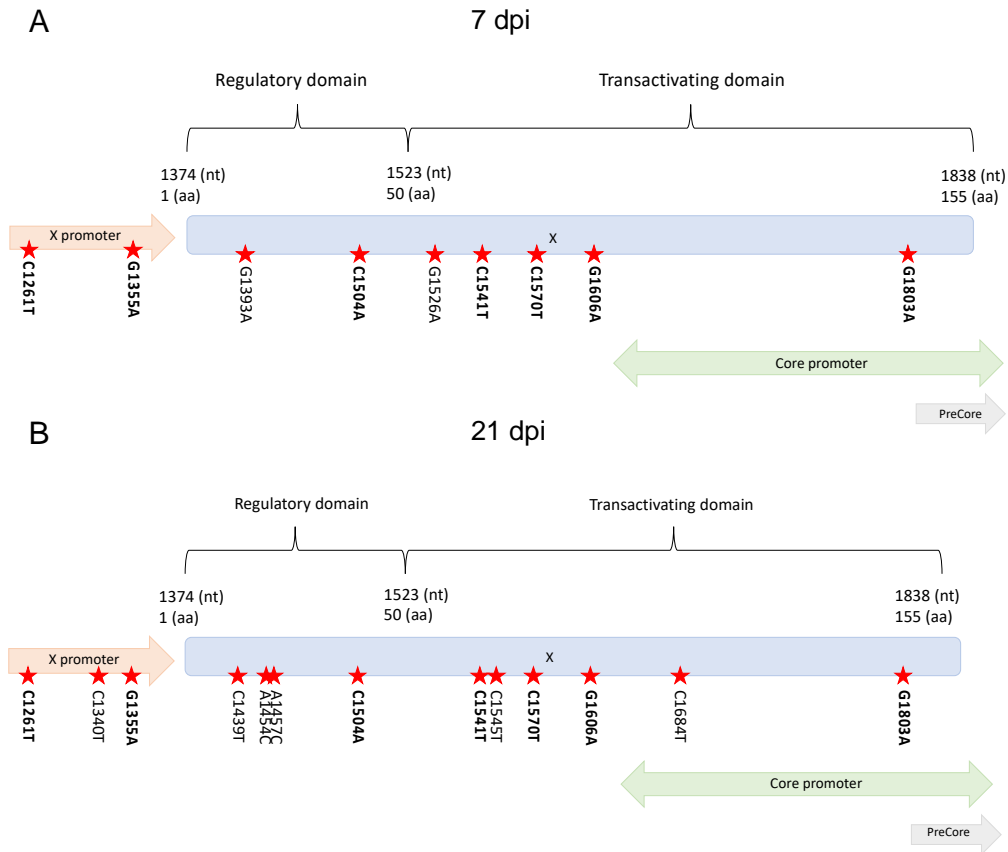 A
7 dpi
Regulatory domain
Transactivating domain
1374 (nt)
1 (aa)
1523 (nt)
50 (aa)
1838 (nt)
155 (aa)
X promoter
X
C1261T
G1355A
G1393A
C1504A
G1526A
C1541T
C1570T
G1606A
G1803A
Core promoter
PreCore
B
21 dpi
Regulatory domain
Transactivating domain
1374 (nt)
1 (aa)
1523 (nt)
50 (aa)
1838 (nt)
155 (aa)
X promoter
X
C1261T
C1340T
G1355A
C1439T
A1454C
A1457C
C1504A
C1541T
C1545T
C1570T
G1606A
C1684T
G1803A
Core promoter
PreCore